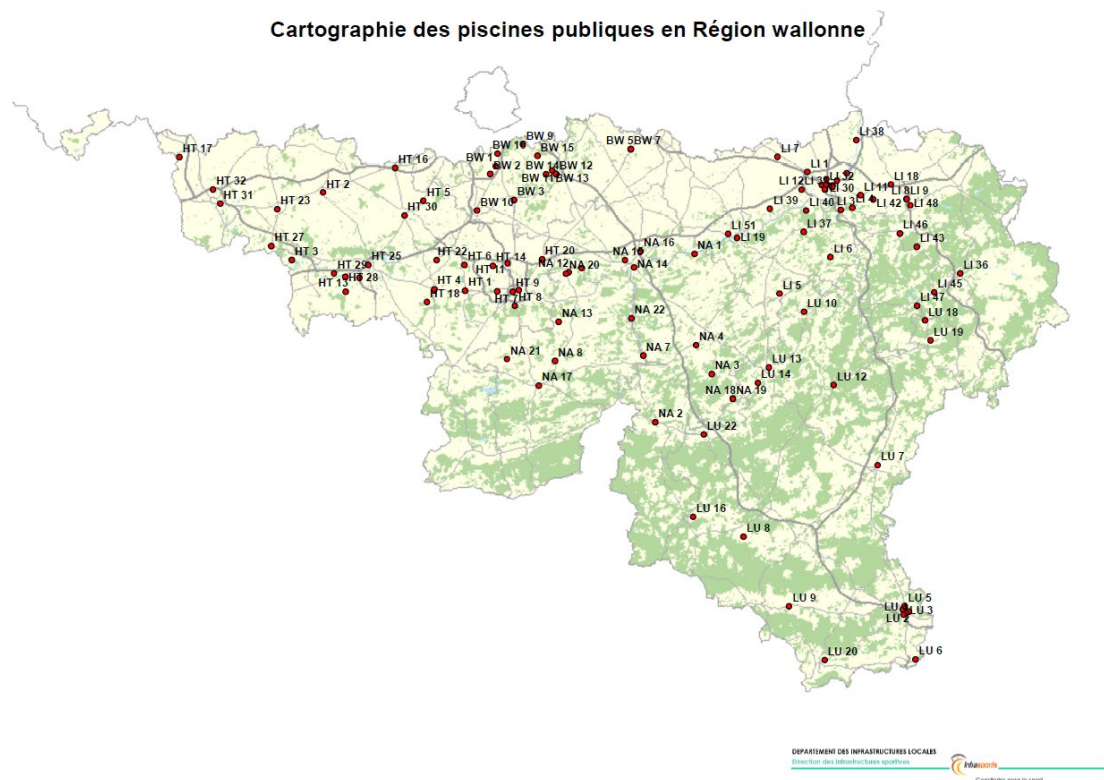 Cartographie des piscines publiques en Région wallonne
LI 38
BW 9
BW 10
BW 15
BW 5BW 7
HT 17
LI 7
BW 1
BW 2
BW 14
BW 12
HT 16
LI 1
BW 11
BW 13
LI 12
LI 30
LI 18
HT 32
HT 2
HT 5
BW 3
LI 11
LI 8
LI 9
HT 31
HT 23
HT 30
BW 10
LI 39
LI 40
LI 42
LI 48
LI 51
LI 19
LI 37
LI 46
HT 27
HT 3
NA 16
NA 1
LI 43
HT 25
HT 22
HT 6
HT 14
HT 20
NA 14
LI 6
HT 29
HT 11
NA 12
NA 20
LI 36
HT 13
HT 28
HT 4
HT 1
HT 9
LI 5
LI 45
HT 18
HT 7
HT 8
LI 47
LU 10
NA 13
NA 22
LU 18
LU 19
NA 4
NA 21
NA 8
NA 7
NA 3
LU 13
NA 17
LU 14
LU 12
NA 18NA 19
NA 2
LU 22
LU 7
LU 16
LU 8
LU 9
LU 5
LU 3
LU 2
LU 20
LU 6
DEPARTEMENT DES INFRASTRUCTURES LOCALES
Direction des Infrastructures sportives
Infrasports